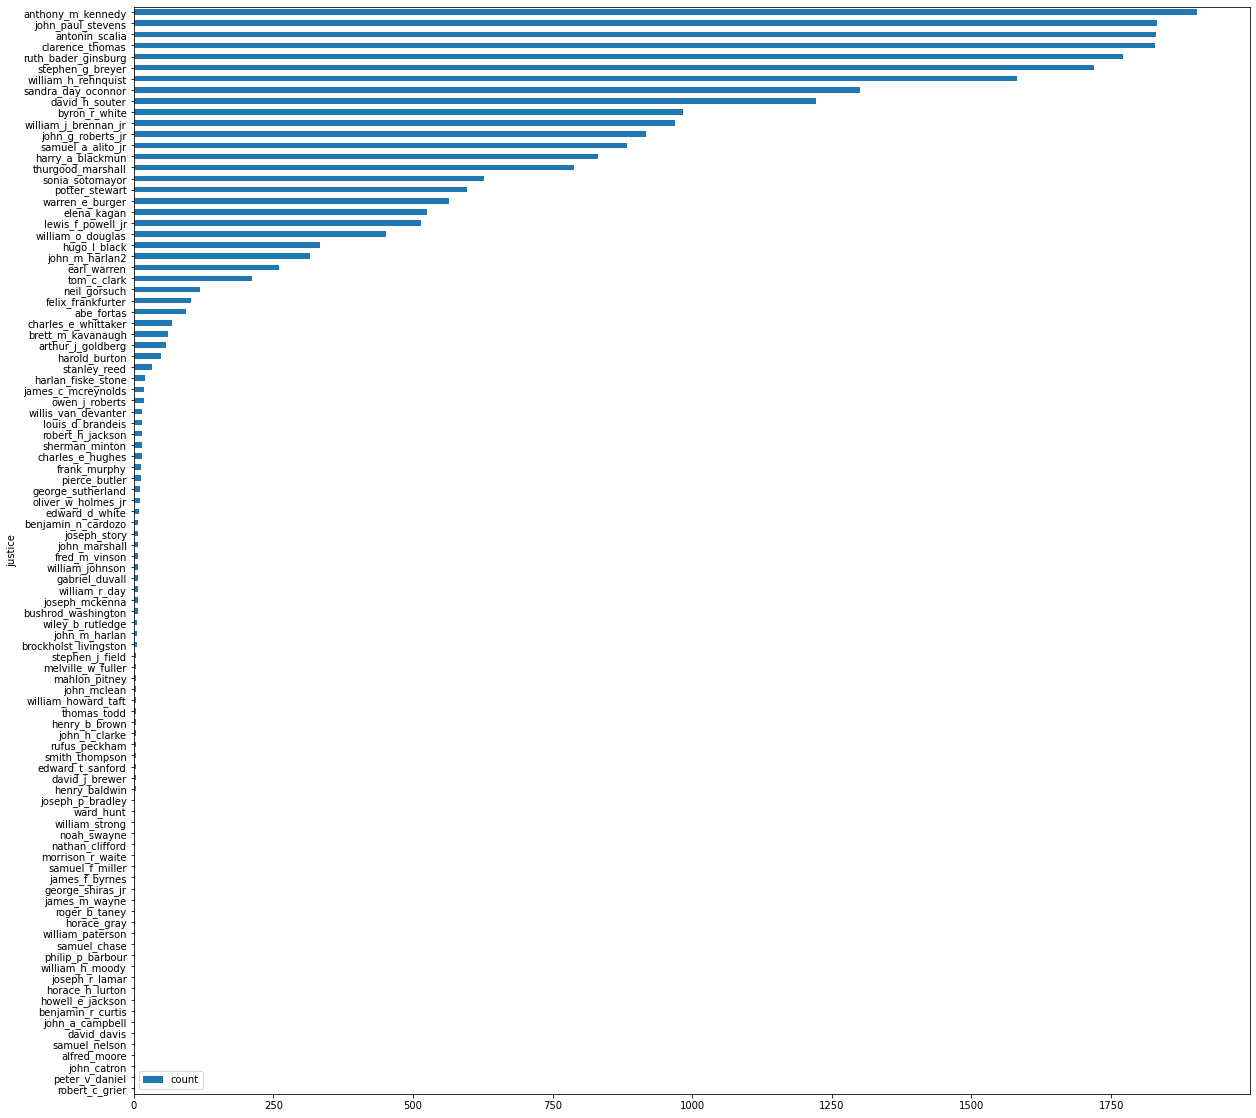 anthony_m_kennedy
john_paul_stevens
antonin_scalia
clarence_thomas
ruth_bader_ginsburg
stephen_g_breyer
william_h_rehnquist
sandra_day_oconnor
david_h_souter
byron_r_white
william_j_brennan_jr
john_g_roberts_jr
samuel_a_alito_jr
harry_a_blackmun
thurgood_marshall
sonia_sotomayor
potter_stewart
warren_e_burger
elena_kagan
lewis_f_powell_jr
william_o_douglas
hugo_l_black
john_m_harlan2
earl_warren
tom_c_clark
neil_gorsuch
felix_frankfurter
abe_fortas
charles_e_whittaker
brett_m_kavanaugh
arthur_j_goldberg
harold_burton
stanley_reed
harlan_fiske_stone
james_c_mcreynolds
owen_j_roberts
willis_van_devanter
louis_d_brandeis
robert_h_jackson
sherman_minton
charles_e_hughes
frank_murphy
pierce_butler
george_sutherland
oliver_w_holmes_jr
edward_d_white
benjamin_n_cardozo
joseph_story
john_marshall
fred_m_vinson
william_johnson
gabriel_duvall
william_r_day
joseph_mckenna
bushrod_washington
wiley_b_rutledge
john_m_harlan
brockholst_livingston
stephen_j_field
melville_w_fuller
mahlon_pitney
john_mclean
william_howard_taft
thomas_todd
henry_b_brown
john_h_clarke
rufus_peckham
smith_thompson
edward_t_sanford
david_j_brewer
henry_baldwin
joseph_p_bradley
ward_hunt
william_strong
noah_swayne
nathan_clifford
morrison_r_waite
samuel_f_miller
james_f_byrnes
george_shiras_jr
james_m_wayne
roger_b_taney
horace_gray
william_paterson
samuel_chase
philip_p_barbour
william_h_moody
joseph_r_lamar
horace_h_lurton
howell_e_jackson
benjamin_r_curtis
john_a_campbell
david_davis
samuel_nelson
alfred_moore
john_catron
peter_v_daniel
robert_c_grier
justice
count
0 250 500 750 1000 1250 1500 1750